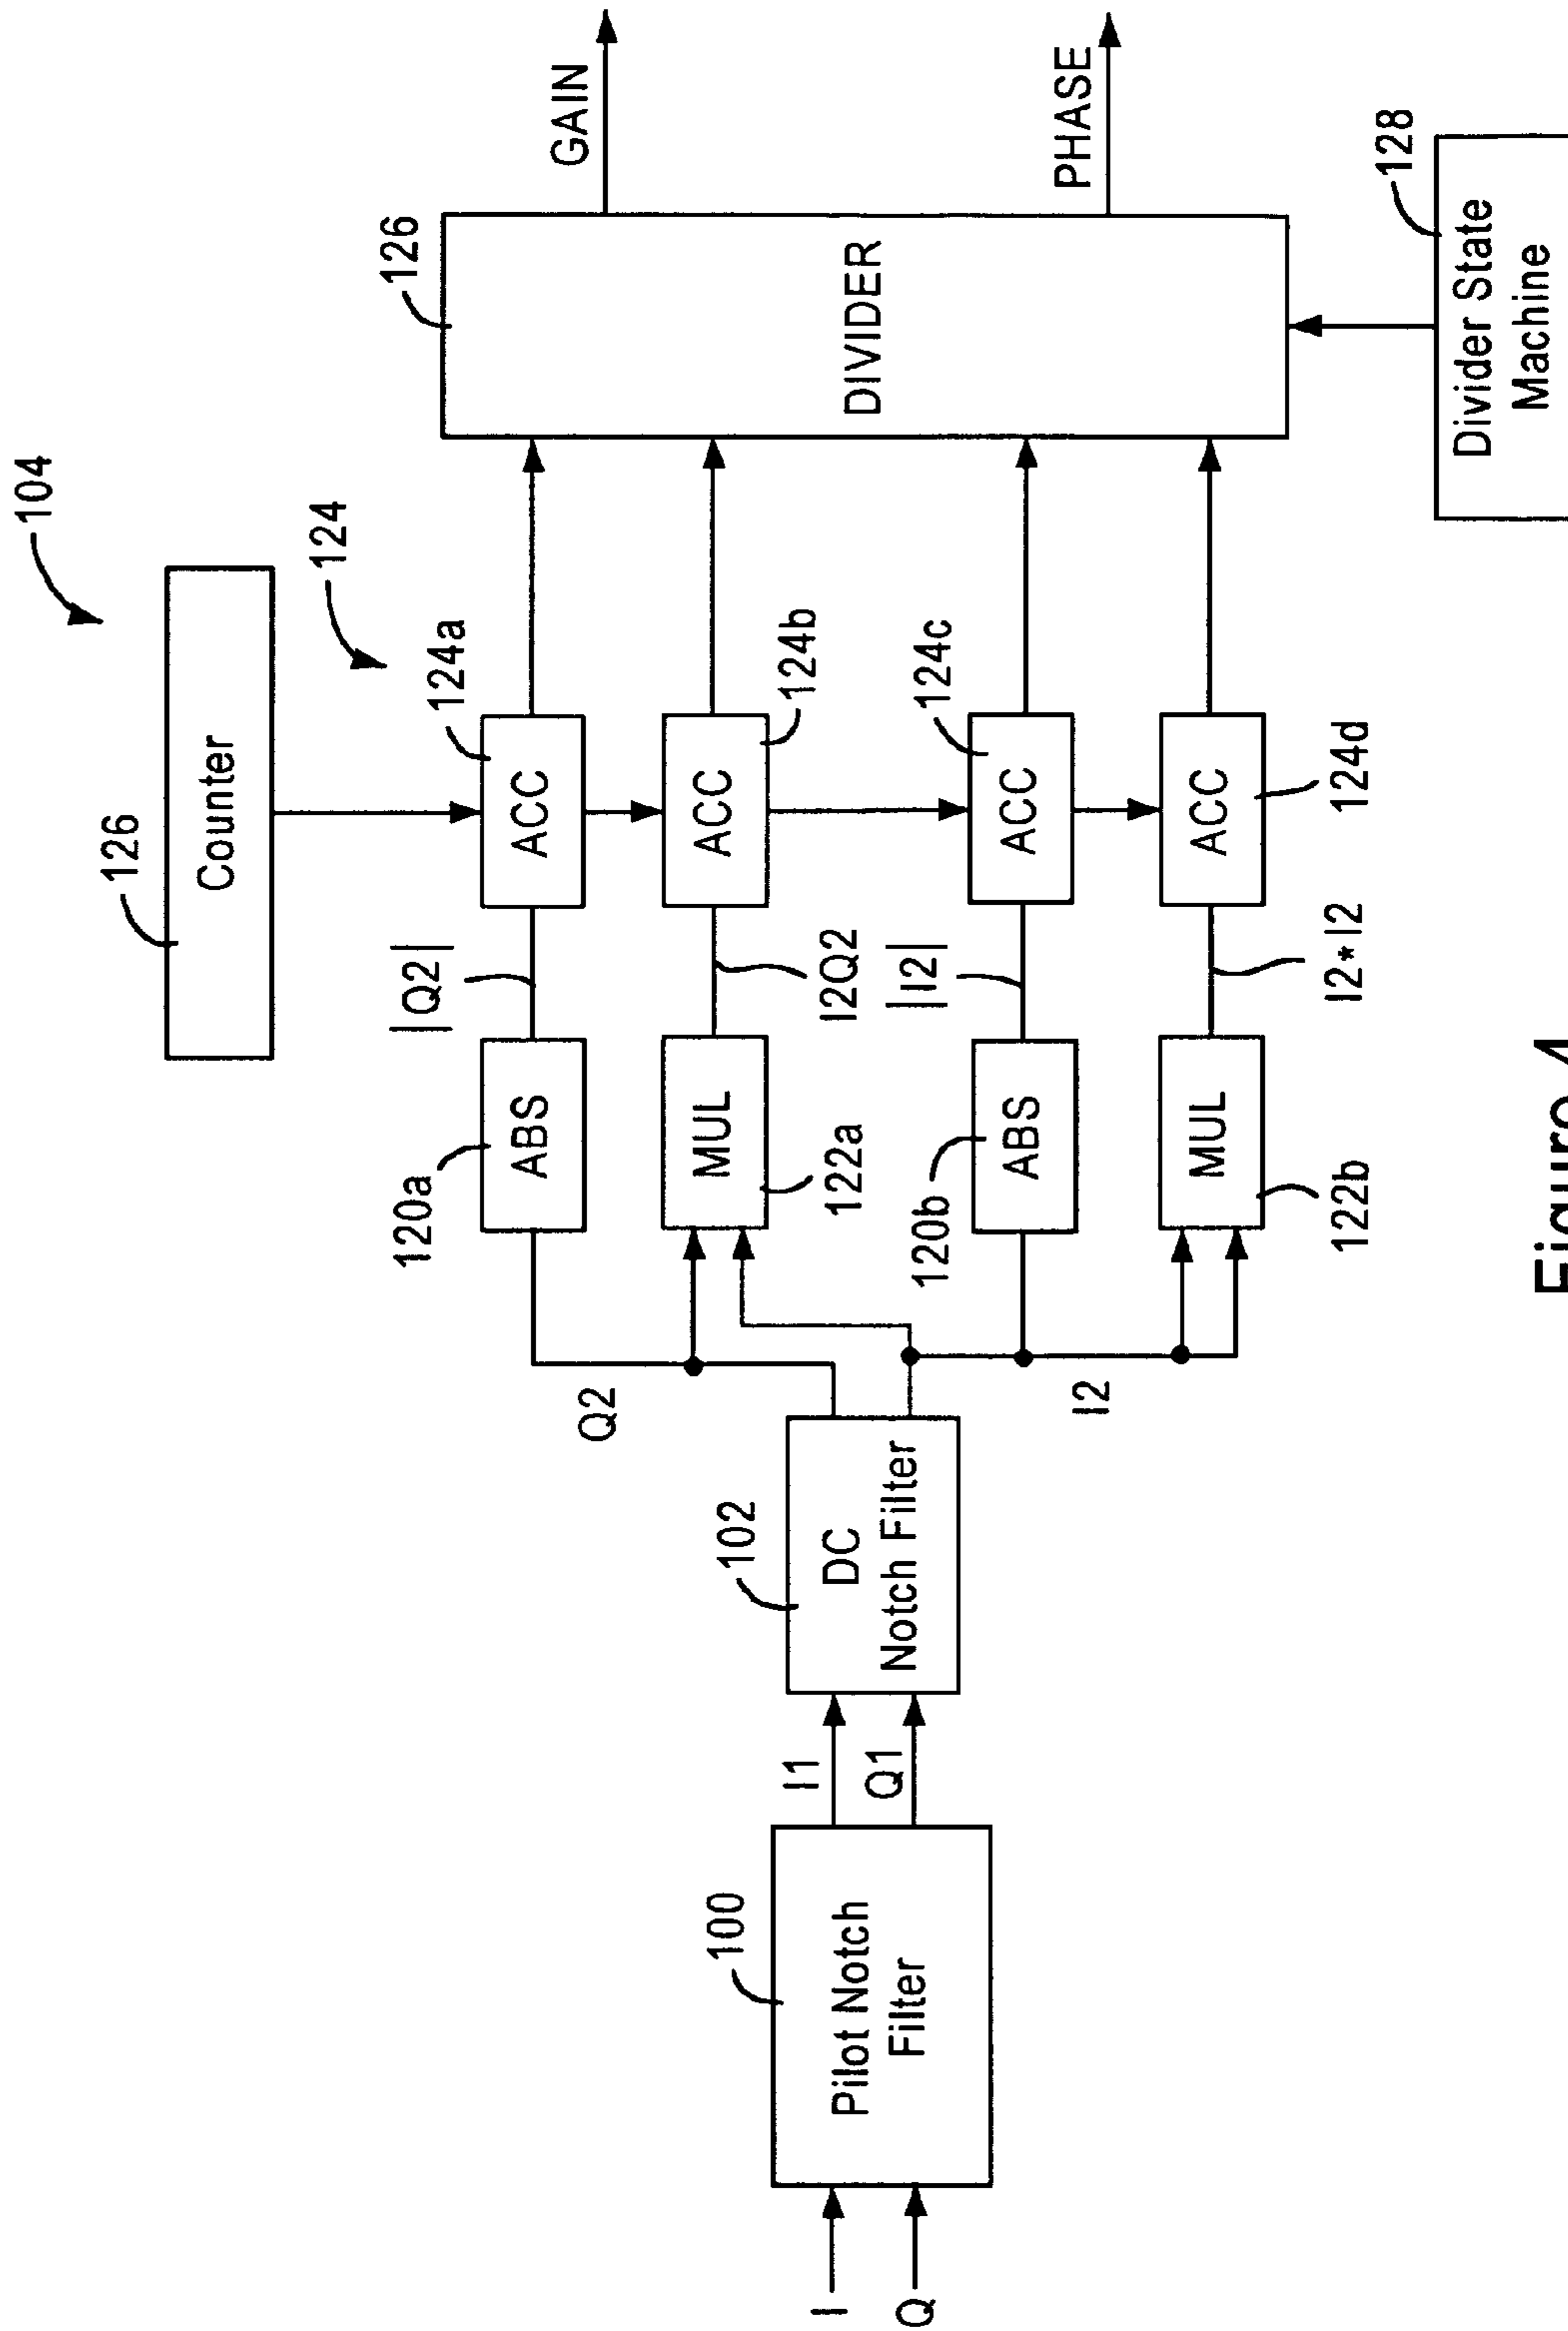 104
126
Counter
124
126
GAIN
120a
ABS
|Q2|
124a
ACC
Q2
MUL
122a
I2Q2
ACC
124b
DIVIDER
100
Pilot Notch
Filter
I
Q
I1
Q1
102
DC
Notch Filter
120b
ABS
|I2|
124c
ACC
PHASE
I2
MUL
122b
I2*I2
ACC
124d
128
Divider State
Machine
Figure 4